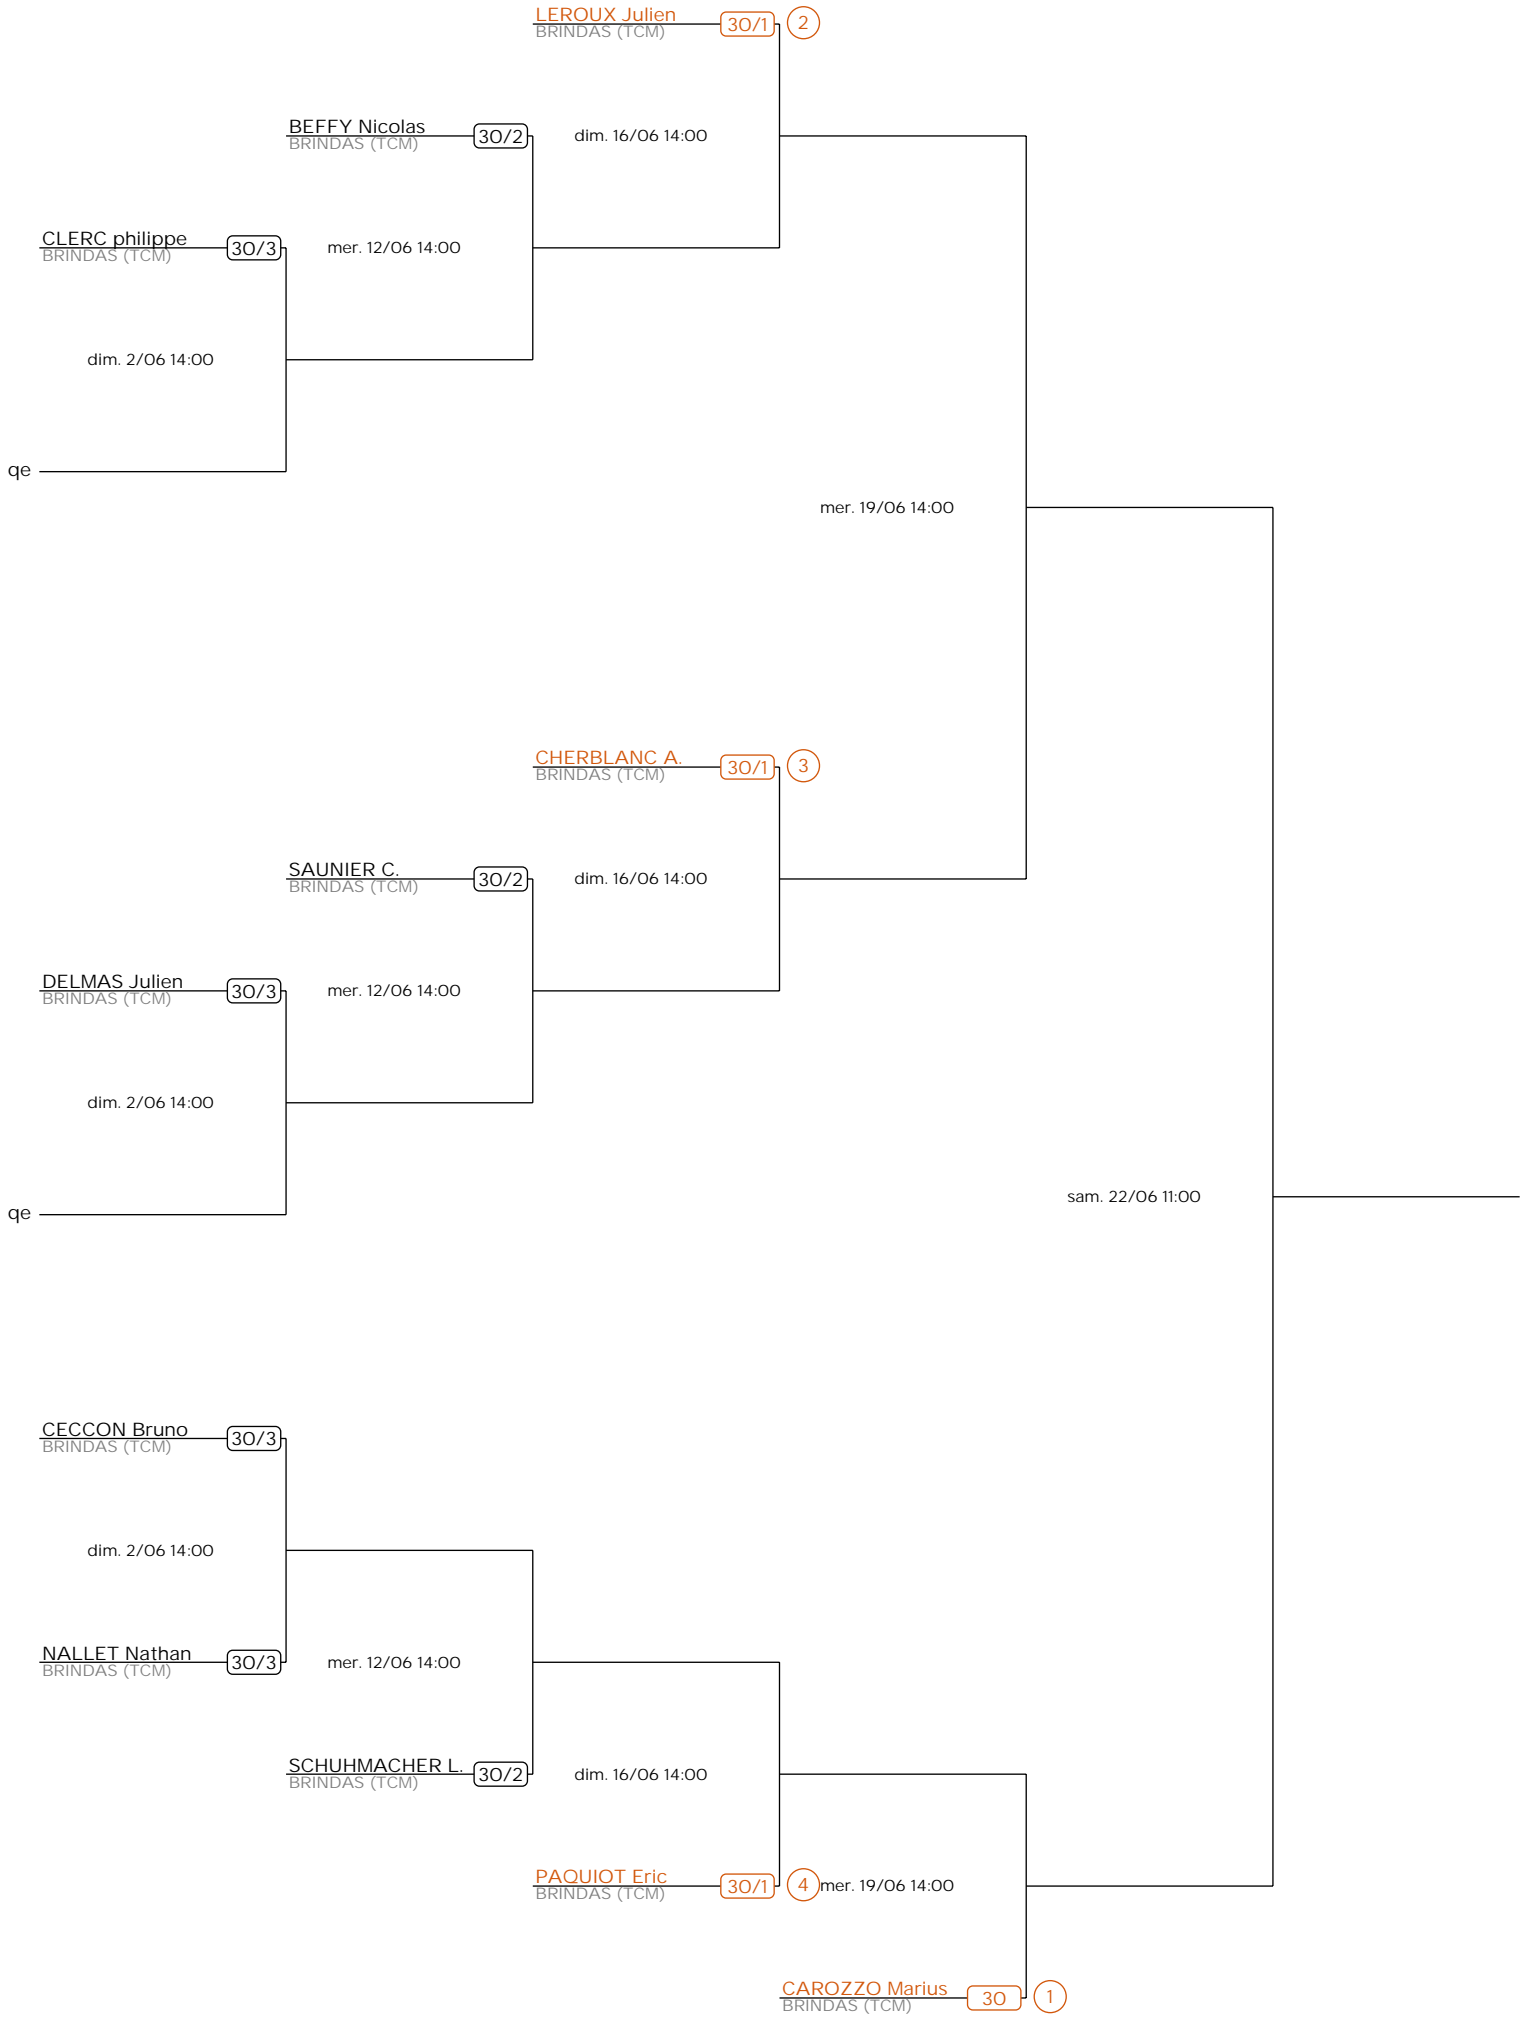 LEROUX Julien
30/1
2
BRINDAS (TCM)
BEFFY Nicolas
30/2
dim. 16/06 14:00
BRINDAS (TCM)
CLERC philippe
30/3
mer. 12/06 14:00
BRINDAS (TCM)
dim. 2/06 14:00
qe
mer. 19/06 14:00
CHERBLANC A.
30/1
3
BRINDAS (TCM)
SAUNIER C.
30/2
dim. 16/06 14:00
BRINDAS (TCM)
DELMAS Julien
30/3
mer. 12/06 14:00
BRINDAS (TCM)
dim. 2/06 14:00
sam. 22/06 11:00
qe
CECCON Bruno
30/3
BRINDAS (TCM)
dim. 2/06 14:00
NALLET Nathan
30/3
mer. 12/06 14:00
BRINDAS (TCM)
SCHUHMACHER L.
30/2
dim. 16/06 14:00
BRINDAS (TCM)
PAQUIOT Eric
30/1
4
mer. 19/06 14:00
BRINDAS (TCM)
CAROZZO Marius
30
1
BRINDAS (TCM)